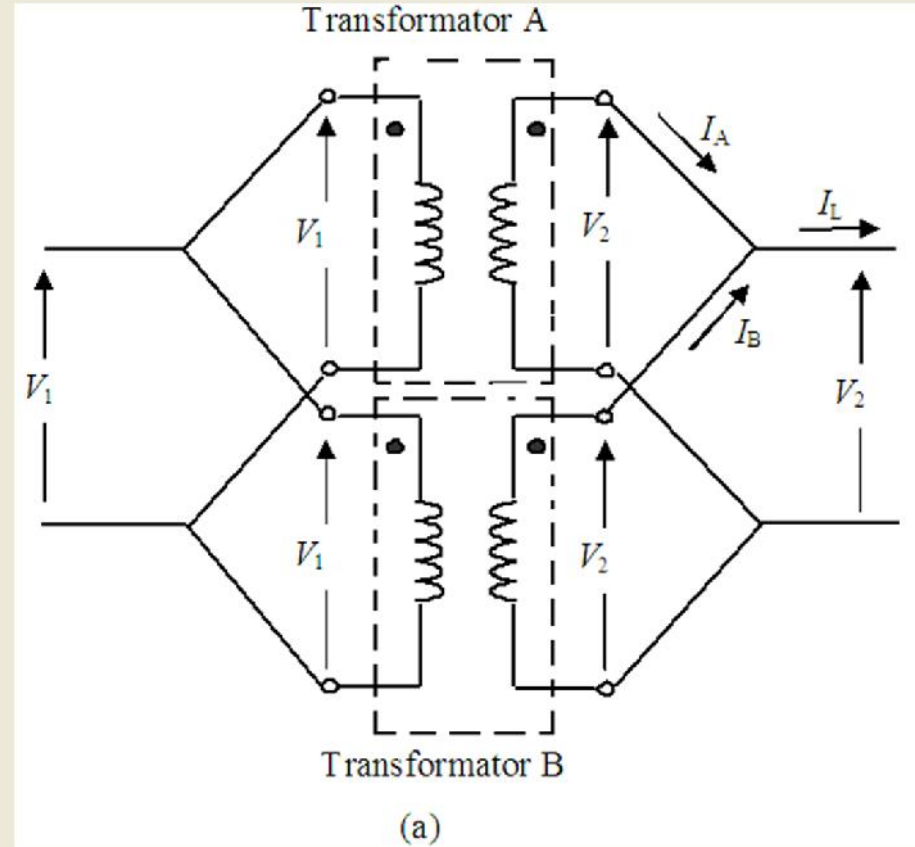 Transformator A
I_A
V_1
V_2
I_L
I_B
V_1
V_2
V_1
V_2
Transformator B
(a)